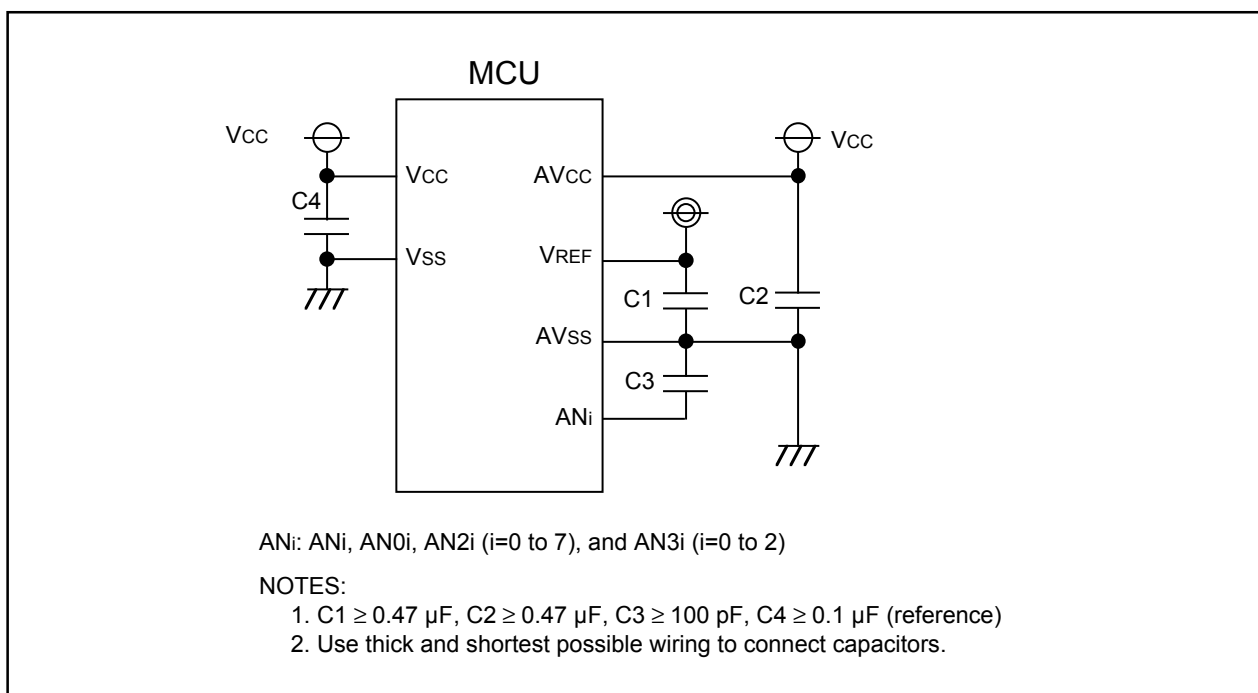 MCU
VCC
VCC
VCC
AVCC
C4
VSS
VREF
C1
C2
AVSS
C3
ANi
ANi: ANi, AN0i, AN2i (i=0 to 7), and AN3i (i=0 to 2)
NOTES:
1. C1 ≥ 0.47 µF, C2 ≥ 0.47 µF, C3 ≥ 100 pF, C4 ≥ 0.1 µF (reference)
2. Use thick and shortest possible wiring to connect capacitors.